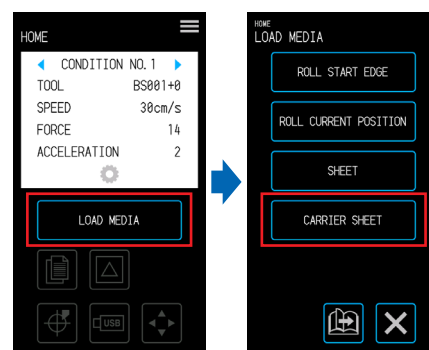 HOME
CONDITION NO.1
TOOL BS001+0
SPEED 30cm/s
FORCE 14
ACCELERATION 2
LOAD MEDIA
USB
HOME
LOAD MEDIA
ROLL START EDGE
ROLL CURRENT POSITION
SHEET
CARRIER SHEET